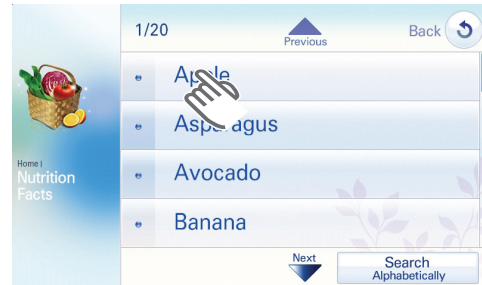 1/20
Previous
Back
Apple
Asparagus
Avocado
Banana
Home |
Nutrition
Facts
Next
Search
Alphabetically